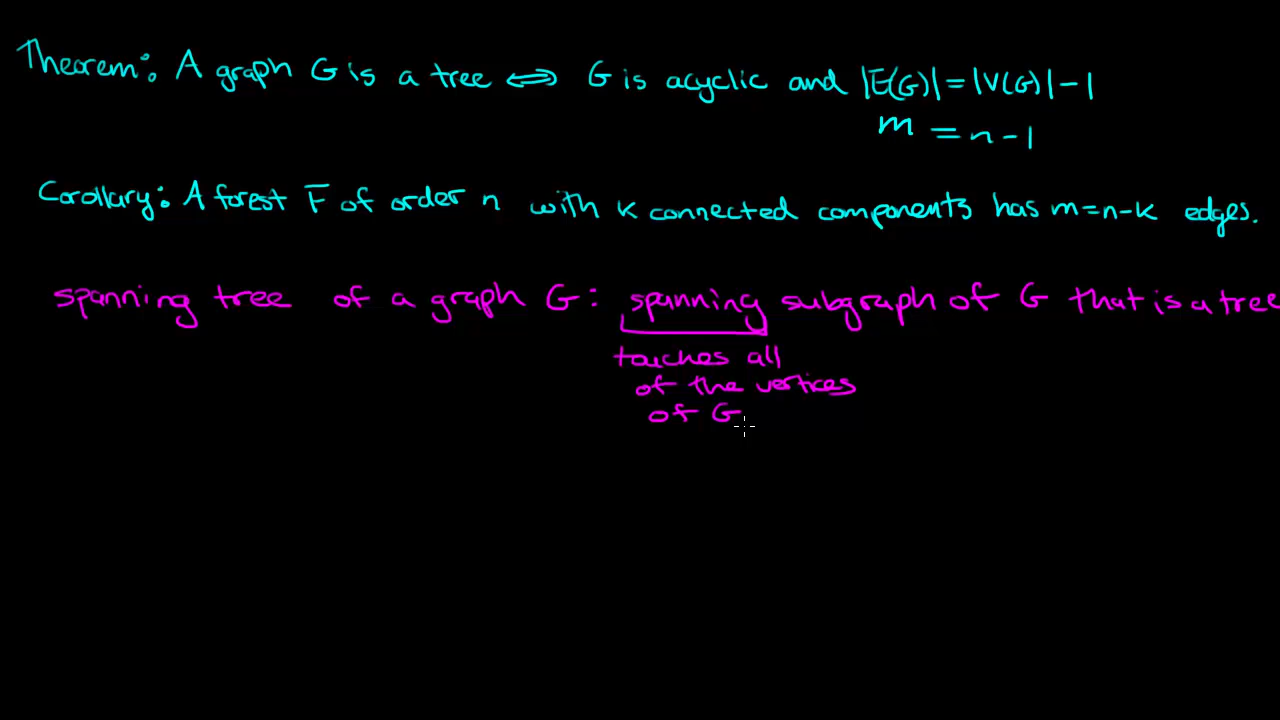 Theorem: A graph G is a tree ⟺ G is acyclic and |E(G)| = |V(G)| - 1
m = n - 1
Corollary: A forest F of order n with k connected components has m = n - k edges.
spanning tree of a graph G: spanning subgraph of G that is a tree
touches all
of the vertices
of G